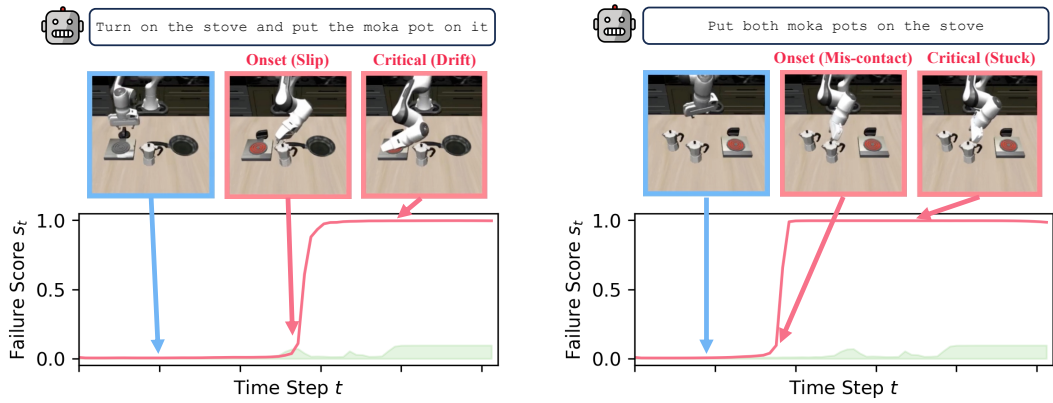 Turn on the stove and put the moka pot on it
Onset (Slip) Critical (Drift)
1.0
0.5
0.0
Failure Score s_t
Time Step t
Put both moka pots on the stove
Onset (Mis-contact) Critical (Stuck)
1.0
0.5
0.0
Failure Score s_t
Time Step t